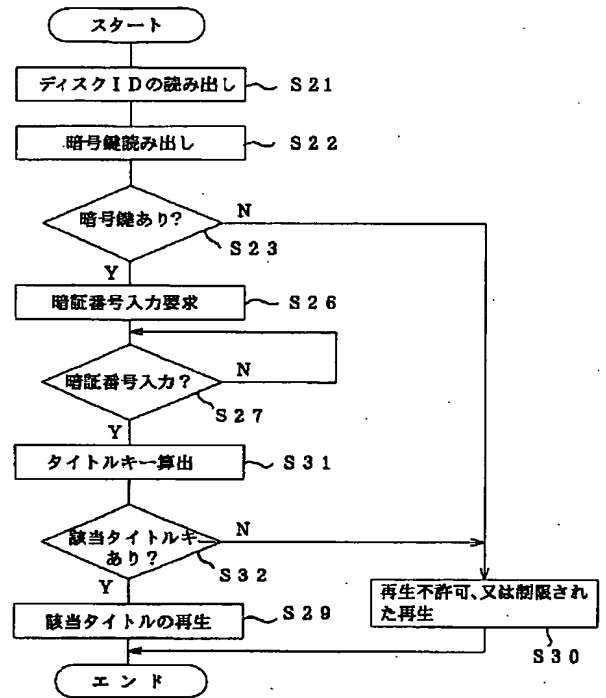 スタート
ディスクIDの読み出し
S21
暗号鍵読み出し
S22
暗号鍵あり?
N
S23
Y
暗証番号入力要求
S26
暗証番号入力?
N
S27
Y
タイトルキー算出
S31
該当タイトルキー
あり?
N
S32
Y
該当タイトルの再生
S29
再生不許可、又は制限され
た再生
S30
エンド